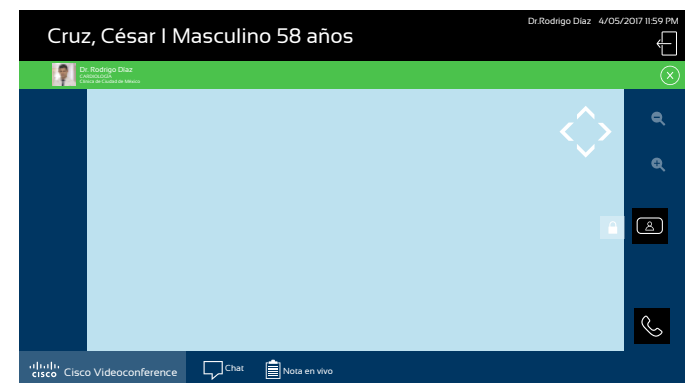 Dr.Rodrigo Díaz 4/05/2017 11:59 PM
Cruz, César I Masculino 58 años
Dr. Rodrigo Díaz
CARDIOLOGÍA
Clínica de Ciudad de México
cisco Cisco Videoconference
Chat
Nota en vivo